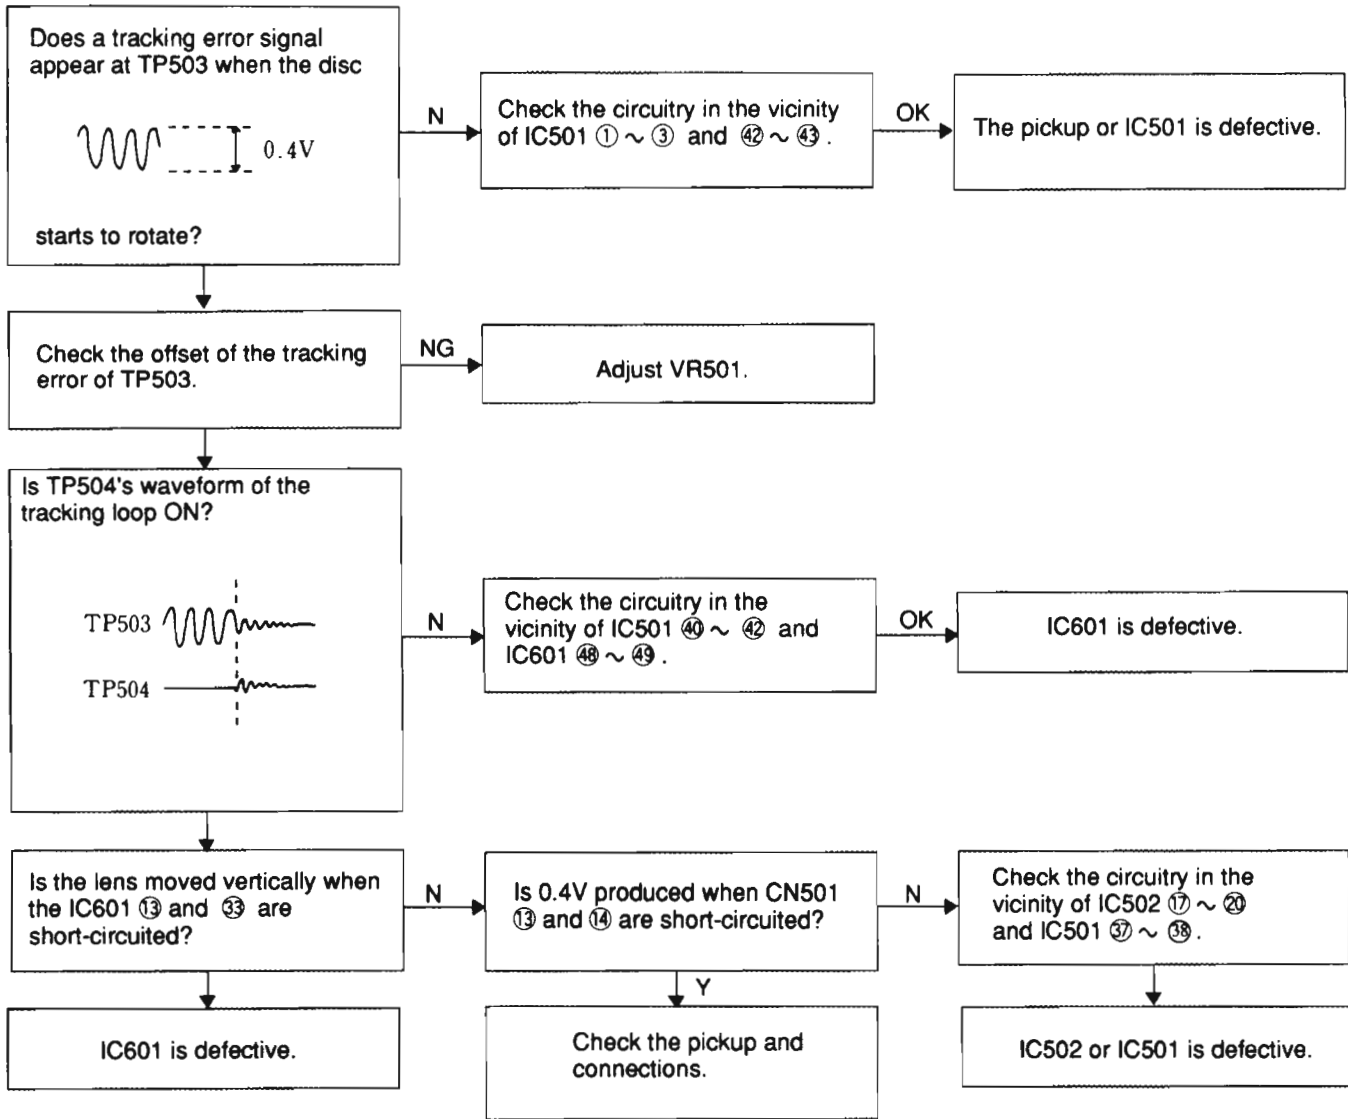 Does a tracking error signal
appear at TP503 when the disc
0.4V
starts to rotate?
N
Check the circuitry in the vicinity
of IC501 ① ~ ③ and ㊷ ~ ㊸.
OK
The pickup or IC501 is defective.
Check the offset of the tracking
error of TP503.
NG
Adjust VR501.
Is TP504's waveform of the
tracking loop ON?
TP503
TP504
N
Check the circuitry in the
vicinity of IC501 ㊵ ~ ㊷ and
IC601 ㊽ ~ ㊾.
OK
IC601 is defective.
Is the lens moved vertically when
the IC601 ⑬ and ㉝ are
short-circuited?
N
Is 0.4V produced when CN501
⑬ and ⑭ are short-circuited?
N
Check the circuitry in the
vicinity of IC502 ⑰ ~ ⑳
and IC501 ㊲ ~ ㊳.
Y
IC601 is defective.
Check the pickup and
connections.
IC502 or IC501 is defective.